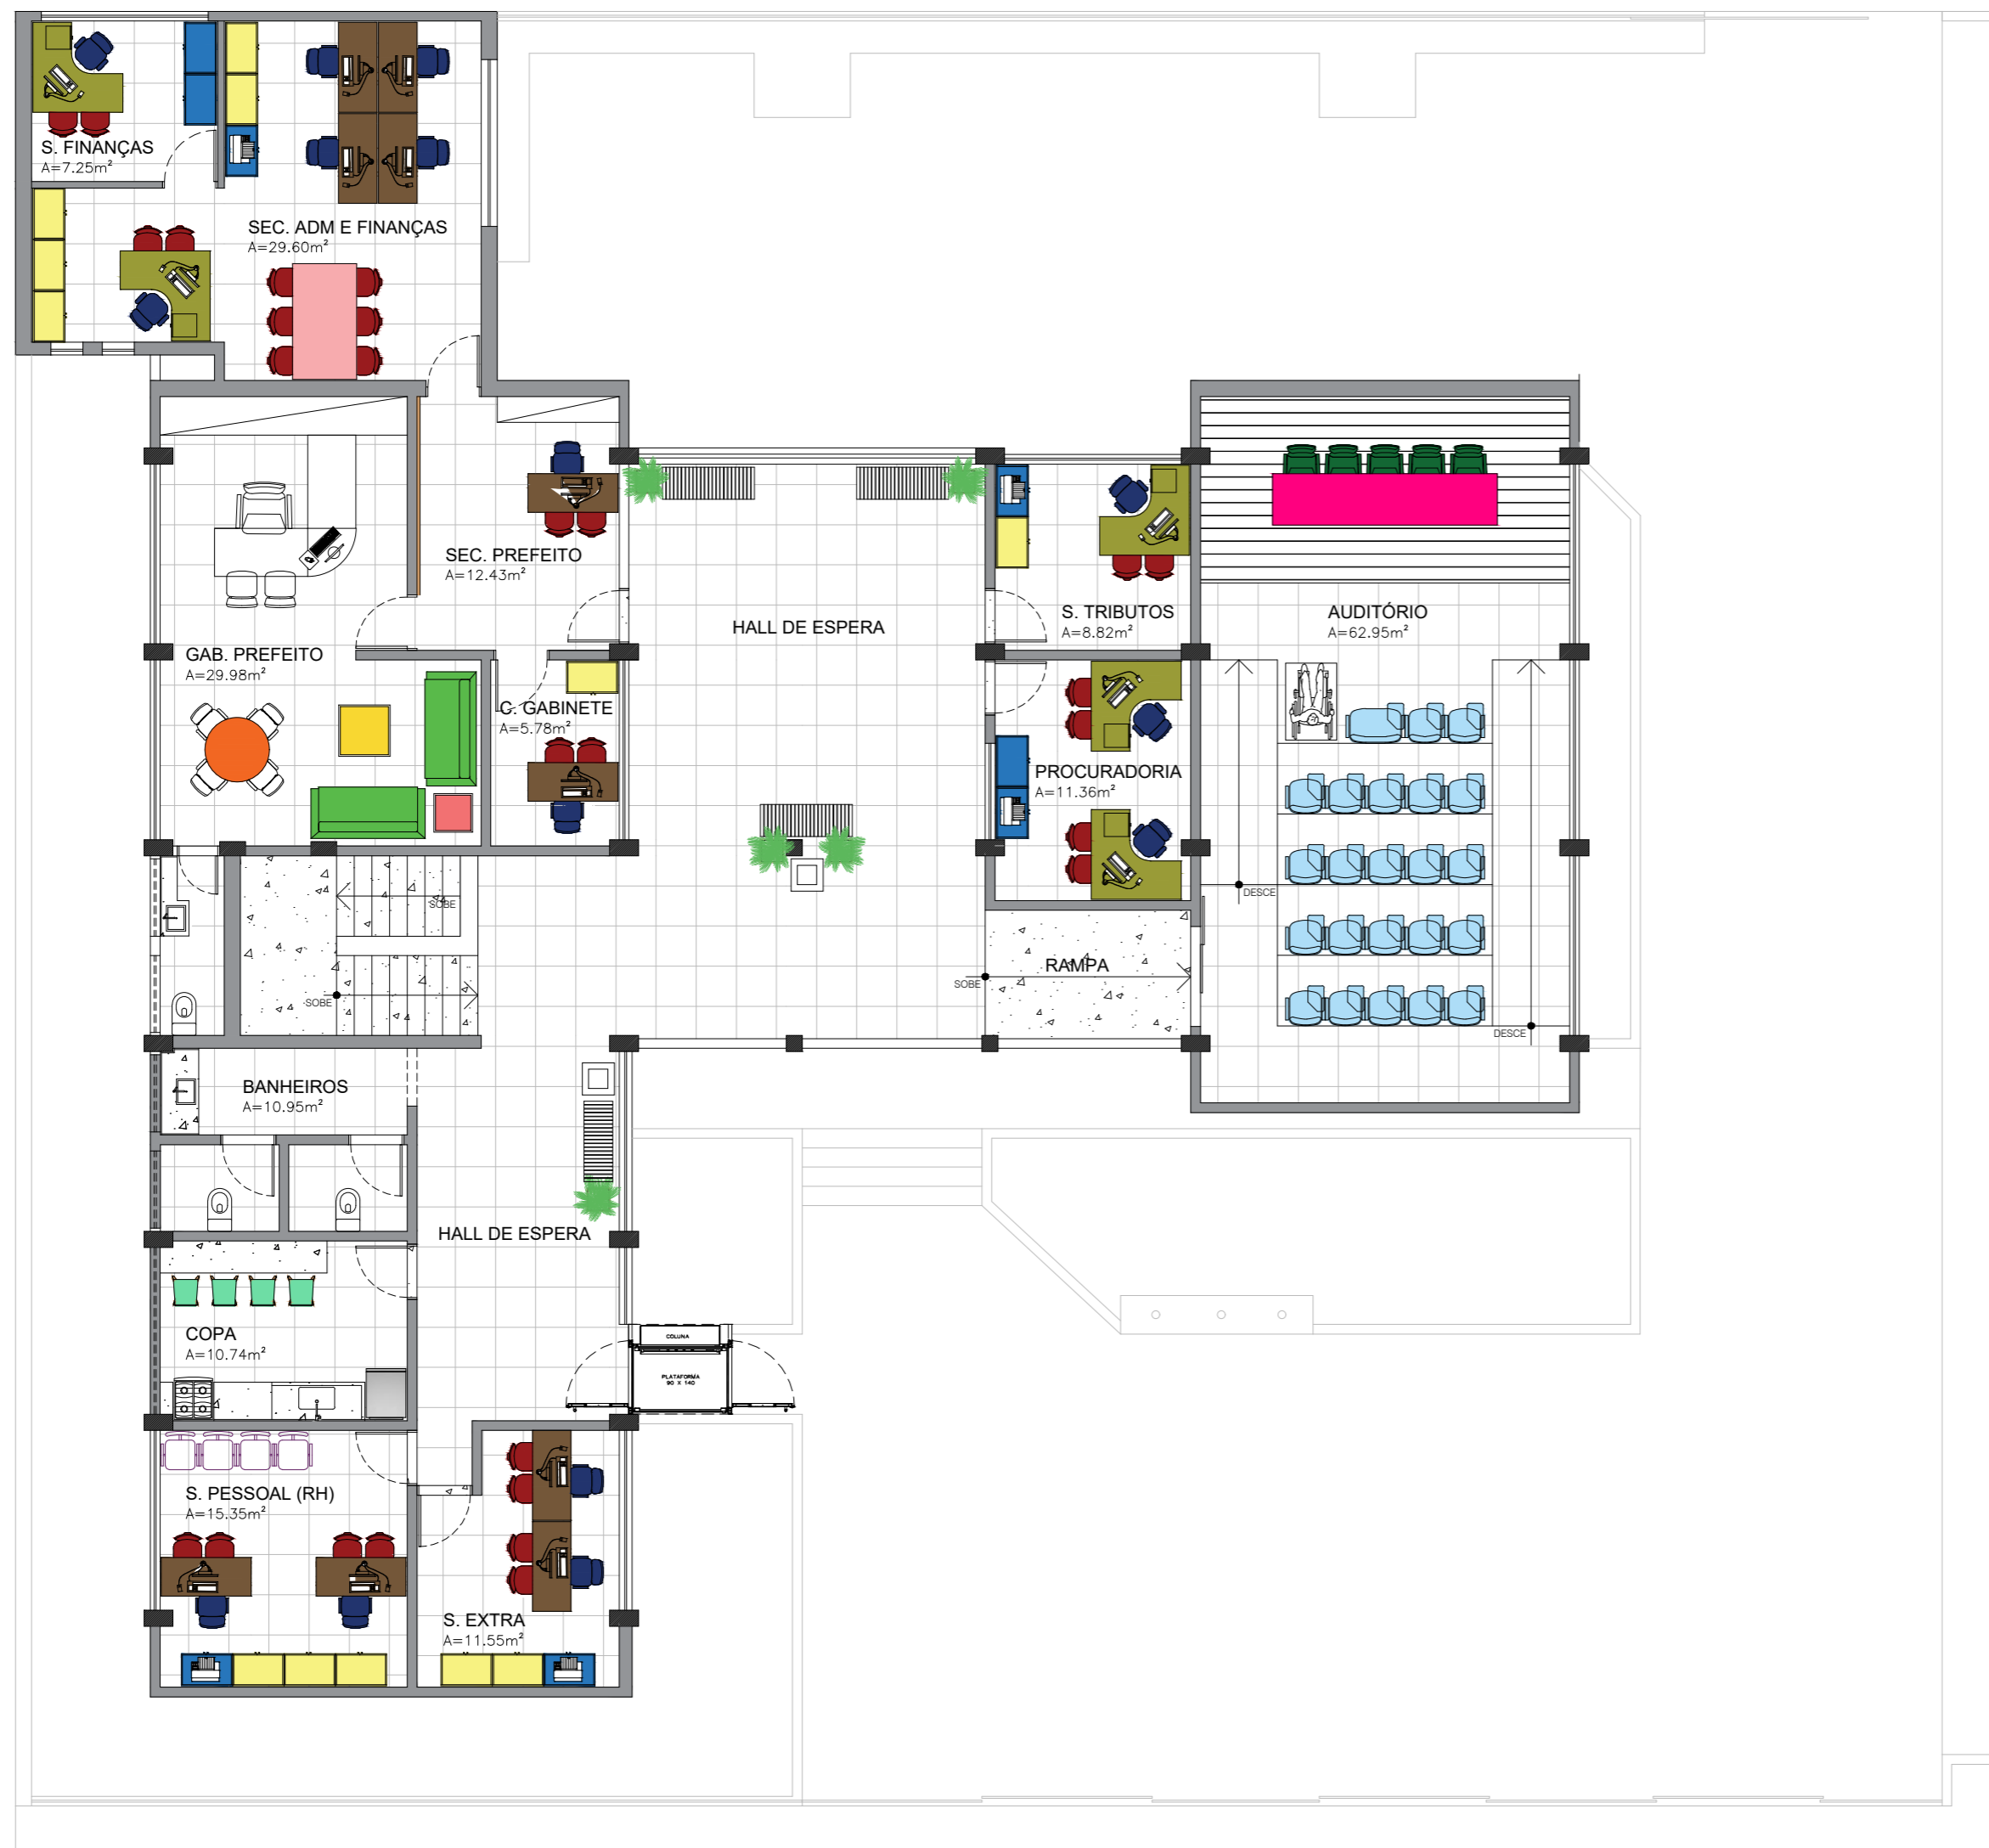 S. FINANÇAS
A=7.25m²
SEC. ADM E FINANÇAS
A=29.60m²
SEC. PREFEITO
A=12.43m²
HALL DE ESPERA
S. TRIBUTOS
A=8.82m²
AUDITÓRIO
A=62.95m²
GAB. PREFEITO
A=29.98m²
C. GABINETE
A=5.78m²
PROCURADORIA
A=11.36m²
DESCE
SOBE
RAMPA
SOBE
SOBE
DESCE
BANHEIROS
A=10.95m²
HALL DE ESPERA
COPA
A=10.74m²
COLUNA
PLATAFORMA
90 X 140
S. PESSOAL (RH)
A=15.35m²
S. EXTRA
A=11.55m²